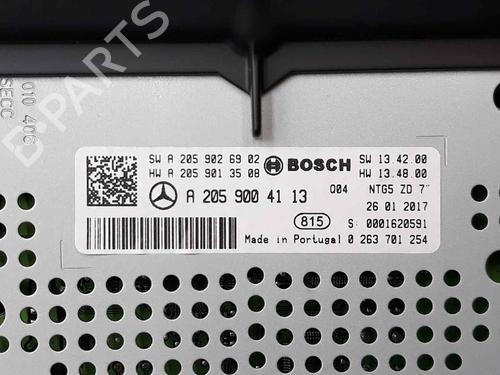 SECC
010 406
SW A 205 902 69 02
HW A 205 901 35 08
BOSCH
SW 13.42.00
HW 13.48.00
A 205 900 41 13
004
NTG5 ZD 7"
26 01 2017
815
S: 0001620591
Made in Portugal
0 263 701 254